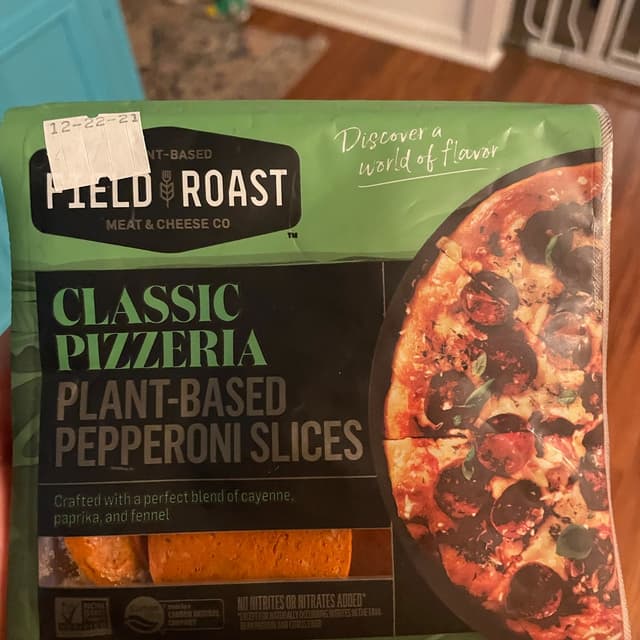 12-22-21
NT-BASED
FIELD ROAST
MEAT & CHEESE CO
TM
Discover a
world of flavor
CLASSIC
PIZZERIA
PLANT-BASED
PEPPERONI SLICES
Crafted with a perfect blend of cayenne,
paprika, and fennel
NO NITRITES OR NITRATES ADDED*